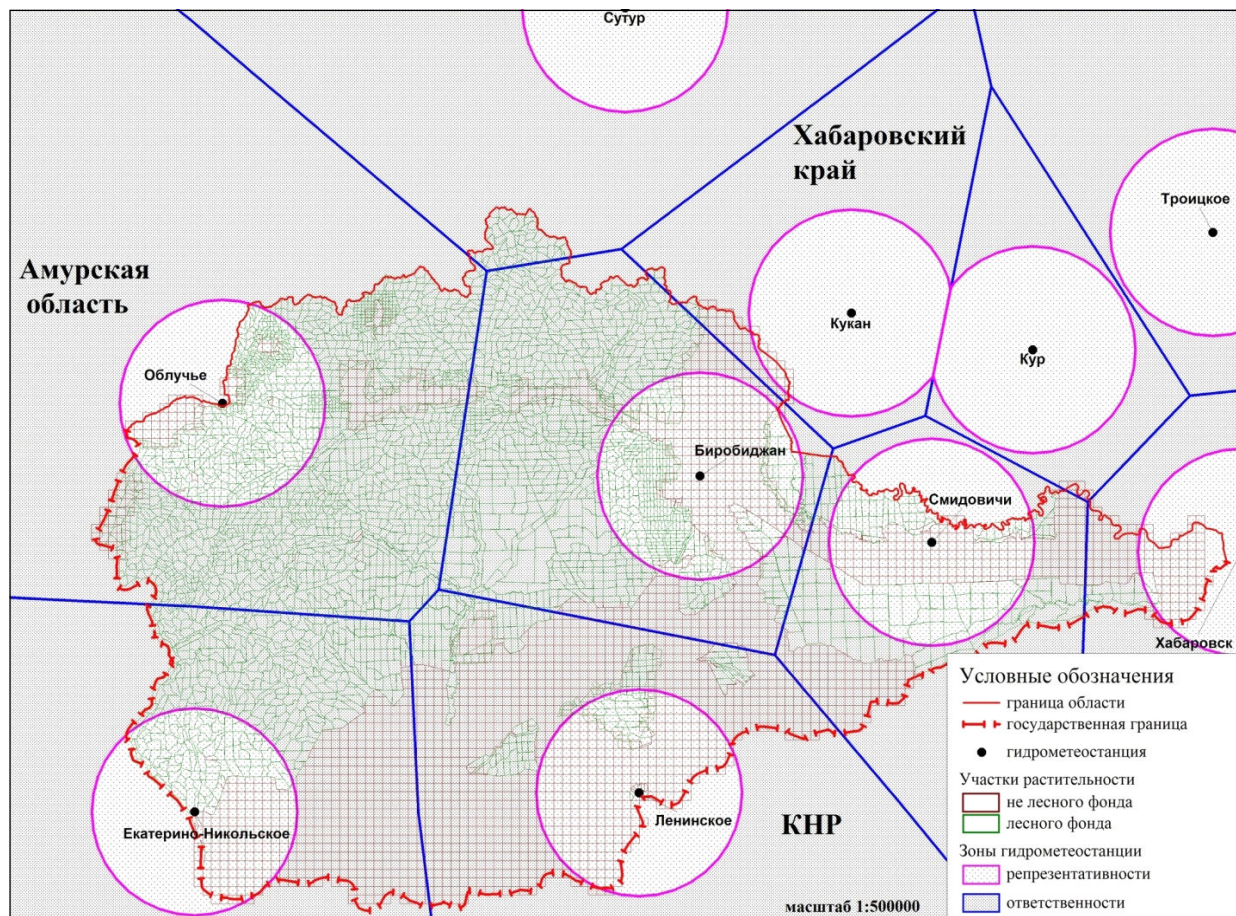 Сутур
Хабаровский
край
Троицкое
Амурская
область
Кукан
Кур
Облучье
Биробиджан
Смидовичи
Хабаровск
Екатерино-Никольское
Ленинское
КНР
Условные обозначения
граница области
государственная граница
гидрометеостанция
Участки растительности
не лесного фонда
лесного фонда
Зоны гидрометеостанции
репрезентативности
ответственности
масштаб 1:500000